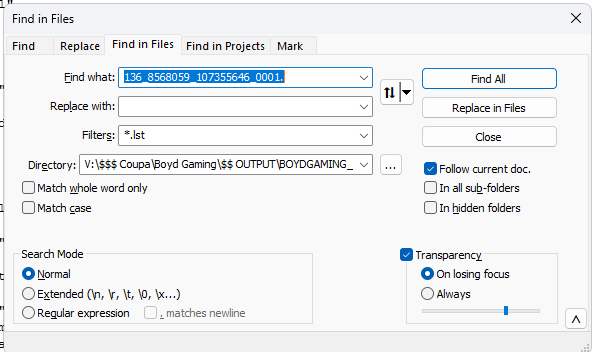 Find in Files
Find Replace Find in Files Find in Projects Mark
Find what: 136_8568059_107355646_0001. Find All
Replace with: Replace in Files
Filters: *.lst Close
Directory: V:\$$$ Coupa\Boyd Gaming\$$ OUTPUT\BOYDGAMING_ ... Follow current doc.
Match whole word only In all sub-folders
Match case In hidden folders
Search Mode Transparency
Normal On losing focus
Extended (\n, \r, \t, \0, \x...) Always
Regular expression . matches newline